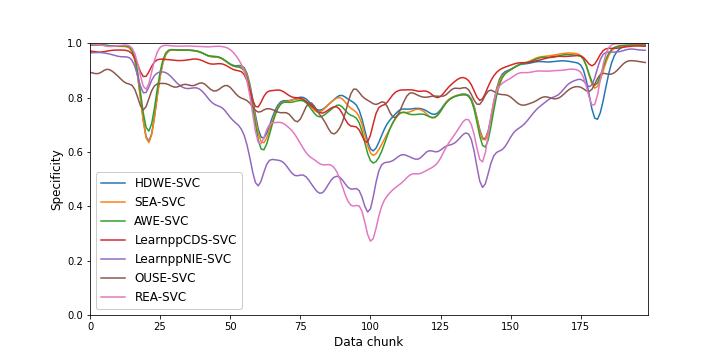 1.0
0.8
0.6
0.4
0.2
0.0
Specificity
HDWE-SVC
SEA-SVC
AWE-SVC
LearnppCDS-SVC
LearnppNIE-SVC
OUSE-SVC
REA-SVC
0 25 50 75 100 125 150 175
Data chunk